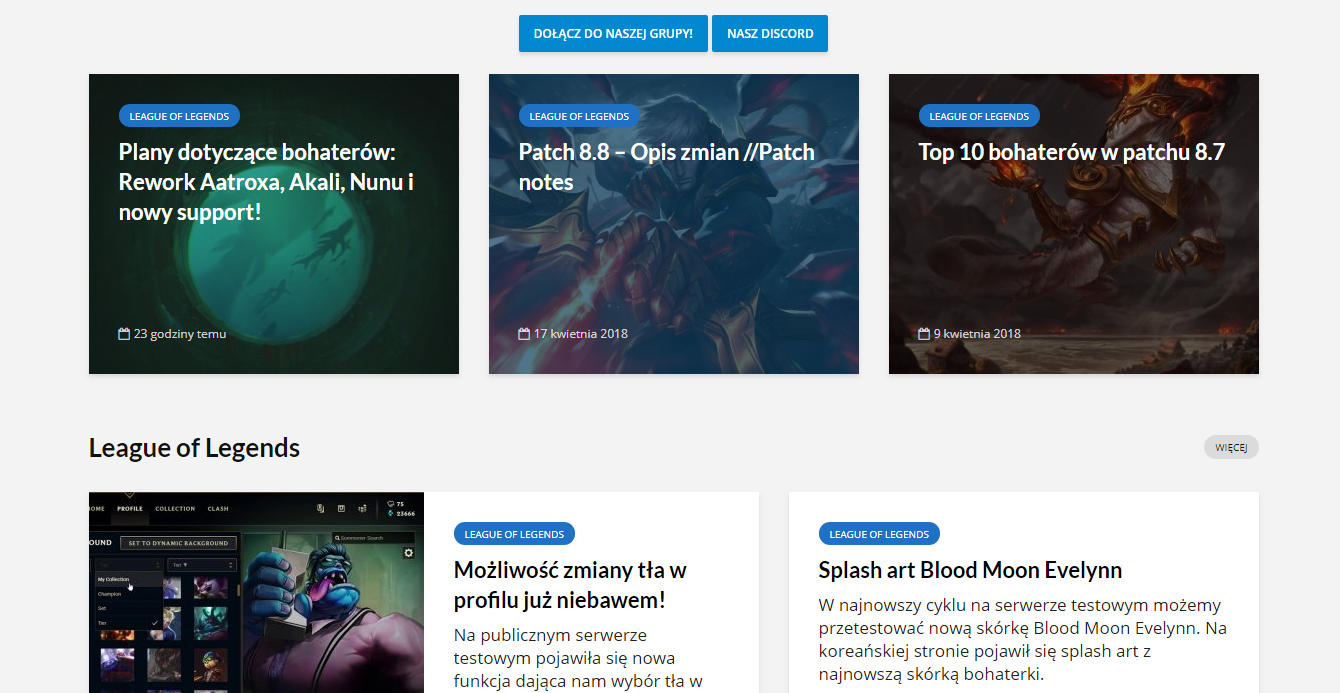 DOŁĄCZ DO NASZEJ GRUPY!
NASZ DISCORD
LEAGUE OF LEGENDS
Plany dotyczące bohaterów:
Rework Aatroxa, Akali, Nunu i
nowy support!
23 godziny temu
LEAGUE OF LEGENDS
Patch 8.8 – Opis zmian //Patch
notes
17 kwietnia 2018
LEAGUE OF LEGENDS
Top 10 bohaterów w patchu 8.7
9 kwietnia 2018
League of Legends
WIĘCEJ
OME PROFILE COLLECTION CLASH
75
23666
OUND SET TO DYNAMIC BACKGROUND
Summoner Search
Tier
My Collection
Champion
Set
Tier
LEAGUE OF LEGENDS
Możliwość zmiany tła w
profilu już niebawem!
Na publicznym serwerze
testowym pojawiła się nowa
funkcja dająca nam wybór tła w
LEAGUE OF LEGENDS
Splash art Blood Moon Evelynn
W najnowszy cyklu na serwerze testowym możemy
przetestować nową skórkę Blood Moon Evelynn. Na
koreańskiej stronie pojawił się splash art z
najnowszą skórką bohaterki.